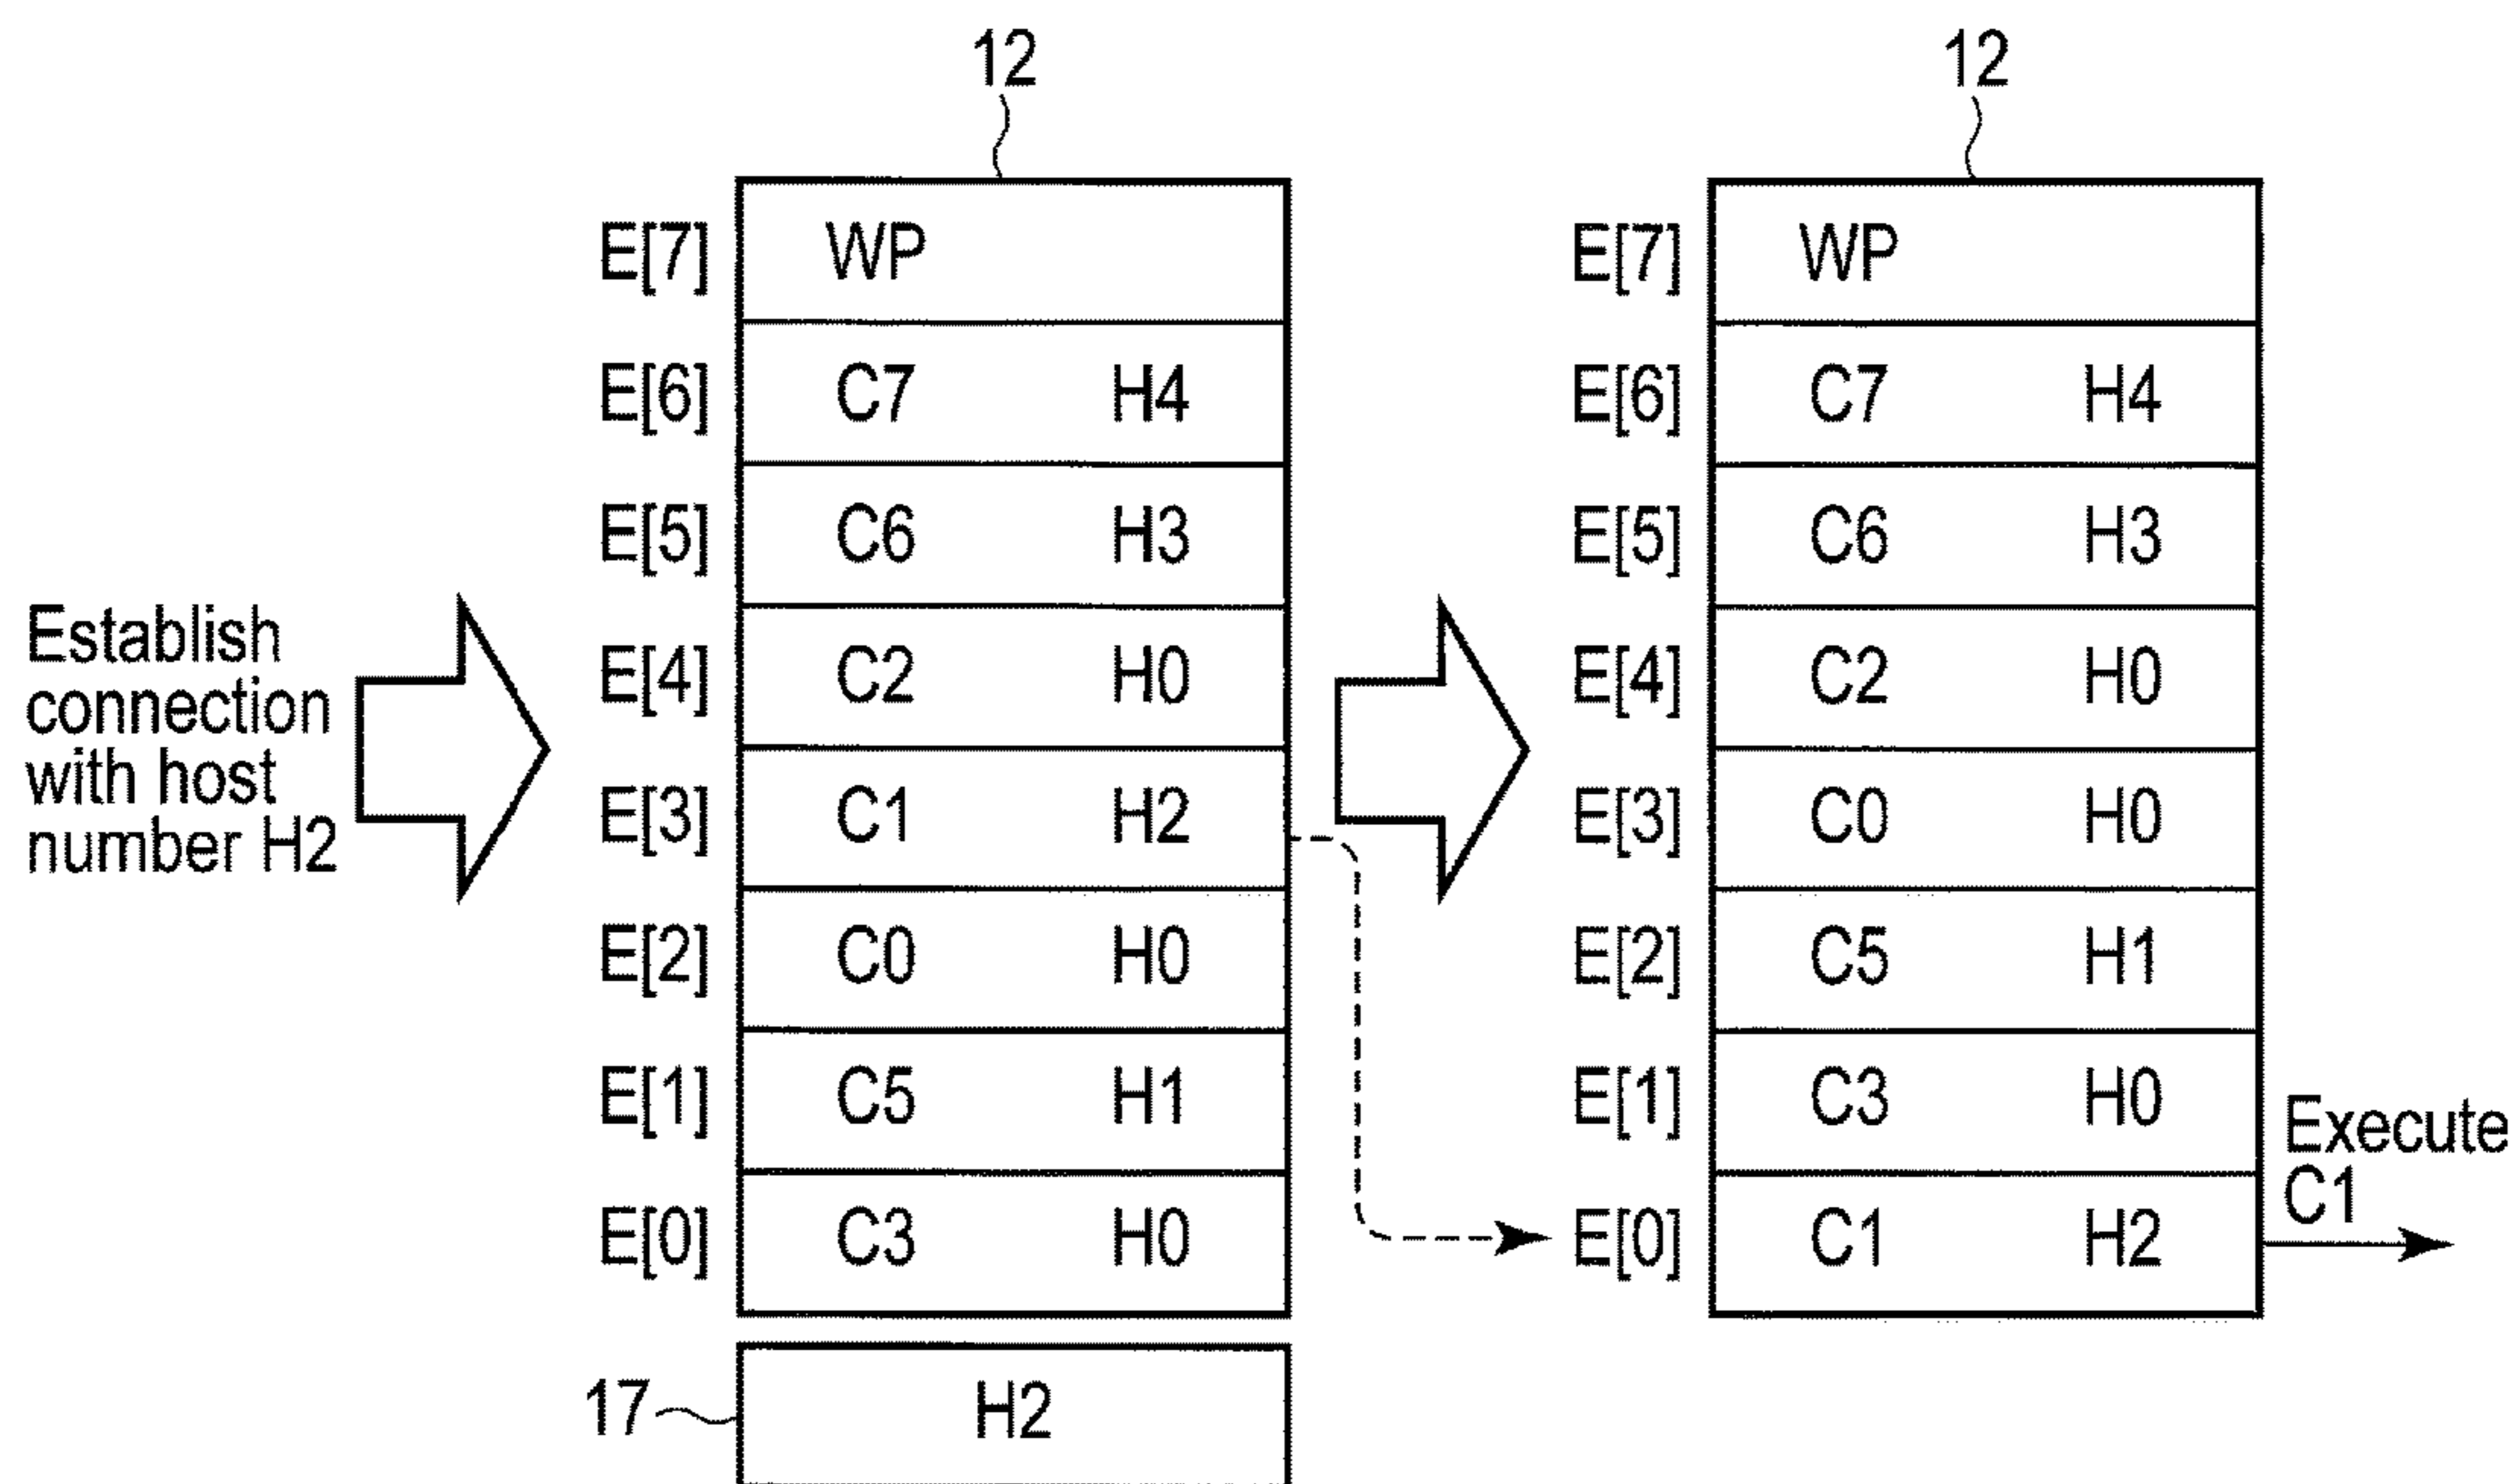 12 12
E[7] WP E[7] WP
E[6] C7 H4 E[6] C7 H4
E[5] C6 H3 E[5] C6 H3
Establish
connection
with host
number H2
E[4] C2 H0 E[4] C2 H0
E[3] C1 H2 E[3] C0 H0
E[2] C0 H0 E[2] C5 H1
E[1] C5 H1 E[1] C3 H0
E[0] C3 H0 E[0] C1 H2
Execute
C1
17 H2